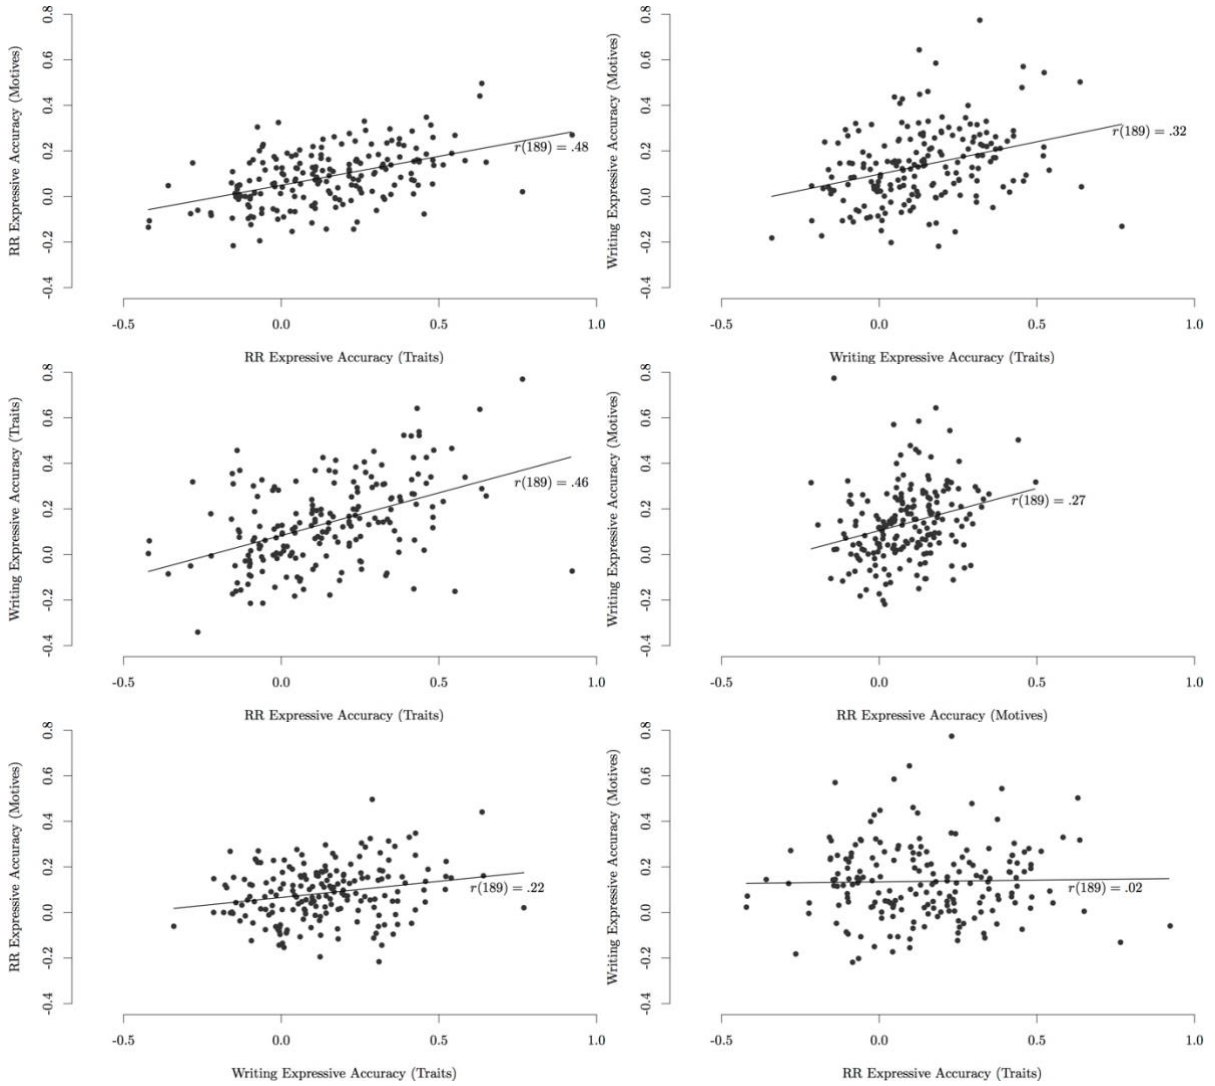 RR Expressive Accuracy (Motives)
0.8
0.6
0.4
0.2
0.0
-0.2
-0.4
r(189) = .48
-0.5 0.0 0.5 1.0
RR Expressive Accuracy (Traits)
Writing Expressive Accuracy (Motives)
0.8
0.6
0.4
0.2
0.0
-0.2
-0.4
r(189) = .32
-0.5 0.0 0.5 1.0
Writing Expressive Accuracy (Traits)
Writing Expressive Accuracy (Traits)
0.8
0.6
0.4
0.2
0.0
-0.2
-0.4
r(189) = .46
-0.5 0.0 0.5 1.0
RR Expressive Accuracy (Traits)
Writing Expressive Accuracy (Motives)
0.8
0.6
0.4
0.2
0.0
-0.2
-0.4
r(189) = .27
-0.5 0.0 0.5 1.0
RR Expressive Accuracy (Motives)
RR Expressive Accuracy (Motives)
0.8
0.6
0.4
0.2
0.0
-0.2
-0.4
r(189) = .22
-0.5 0.0 0.5 1.0
Writing Expressive Accuracy (Traits)
Writing Expressive Accuracy (Motives)
0.8
0.6
0.4
0.2
0.0
-0.2
-0.4
r(189) = .02
-0.5 0.0 0.5 1.0
RR Expressive Accuracy (Traits)